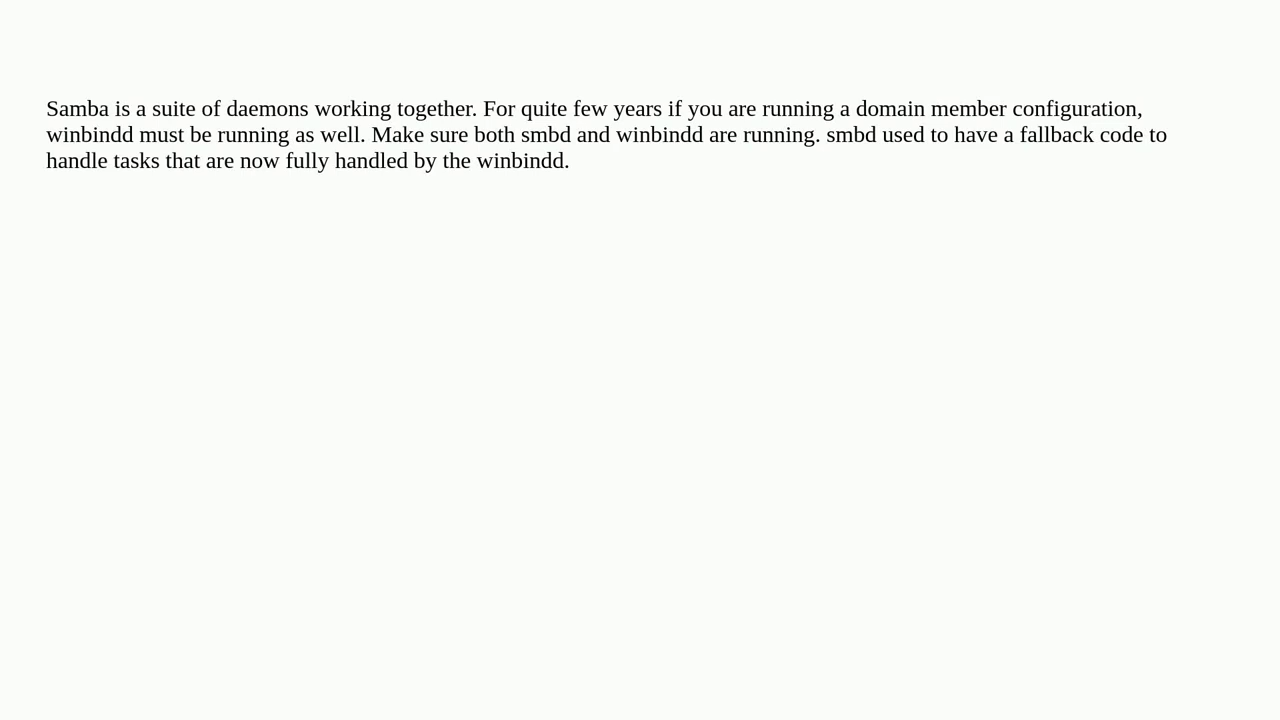 Samba is a suite of daemons working together. For quite few years if you are running a domain member configuration,
winbindd must be running as well. Make sure both smbd and winbindd are running. smbd used to have a fallback code to
handle tasks that are now fully handled by the winbindd.